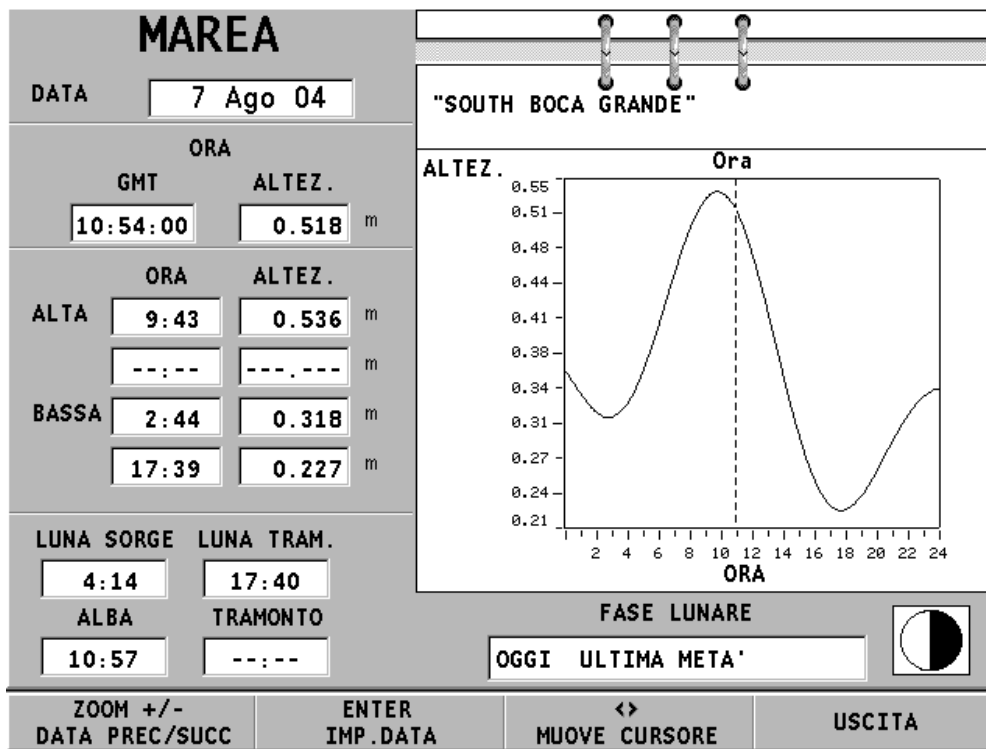 MAREA
DATA 7 Ago 04
ORA
GMT ALTEZ.
10:54:00 0.518 m
ORA ALTEZ.
ALTA 9:43 0.536 m
--:-- ---.--- m
BASSA 2:44 0.318 m
17:39 0.227 m
LUNA SORGE LUNA TRAM.
4:14 17:40
ALBA TRAMONTO
10:57 --:--
"SOUTH BOCA GRANDE"
ALTEZ. Ora
0.55
0.51
0.48
0.44
0.41
0.38
0.34
0.31
0.27
0.24
0.21
2 4 6 8 10 12 14 16 18 20 22 24
ORA
FASE LUNARE
OGGI ULTIMA META'
ZOOM +/- ENTER <> USCITA
DATA PREC/SUCC IMP.DATA MUOVE CURSORE